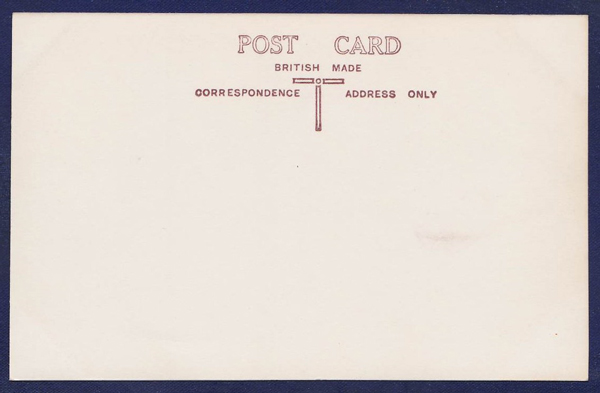 POST CARD
BRITISH MADE
CORRESPONDENCE ADDRESS ONLY